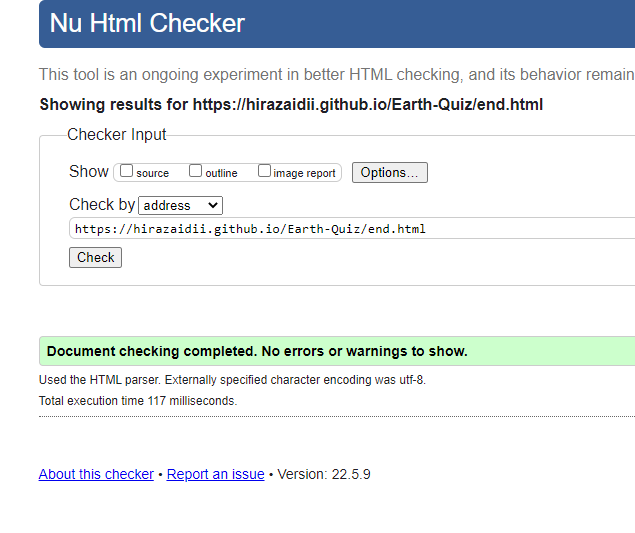 Nu Html Checker
This tool is an ongoing experiment in better HTML checking, and its behavior remain
Showing results for https://hirazaidii.github.io/Earth-Quiz/end.html
Checker Input
Show source outline image report Options...
Check by address
https://hirazaidii.github.io/Earth-Quiz/end.html
Check
Document checking completed. No errors or warnings to show.
Used the HTML parser. Externally specified character encoding was utf-8.
Total execution time 117 milliseconds.
About this checker • Report an issue • Version: 22.5.9